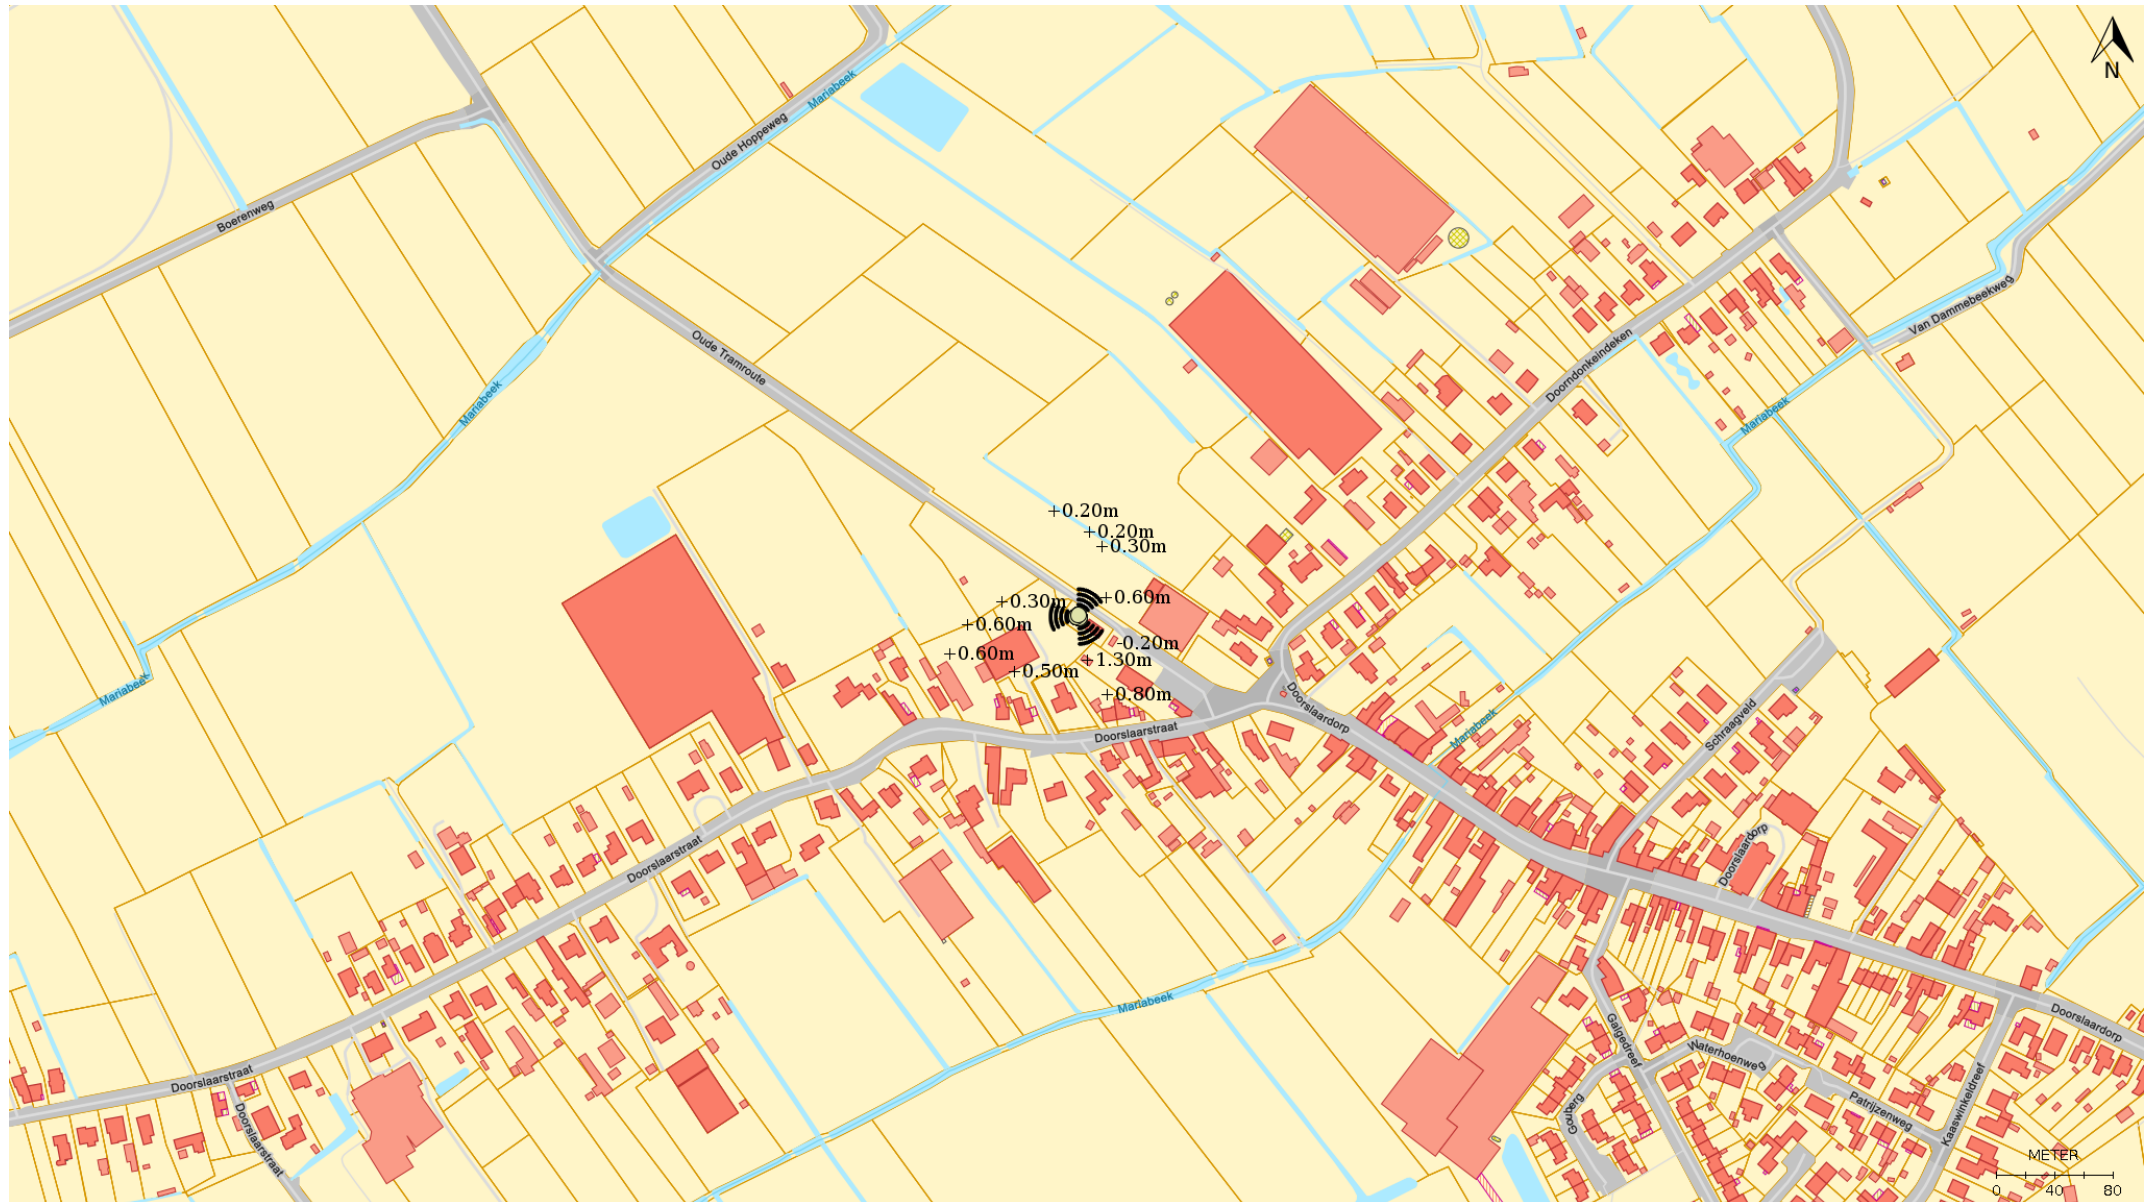 N
Mariabeek
Oude Hoppeweg
Boerenweg
Van Dammebeekweg
Oude Tramroute
Doorndonkeindeken
Mariabeek
Mariabeek
+0.20m
+0.20m
+0.30m
+0.30m
+0.60m
+0.60m
-0.20m
+0.60m
+1.30m
+0.50m
+0.80m
Mariabeek
Doorslaardorp
Schraagveld
Mariabeek
Doorslaarstraat
Doorslaarstraat
Doorslaardorp
Mariabeek
Doorslaardorp
Galgedreef
Waterhoenweg
Doorslaarstraat
Patrijzenweg
Kaaswinkeldreef
Gouberg
Doorslaarstraat
METER
0 40 80